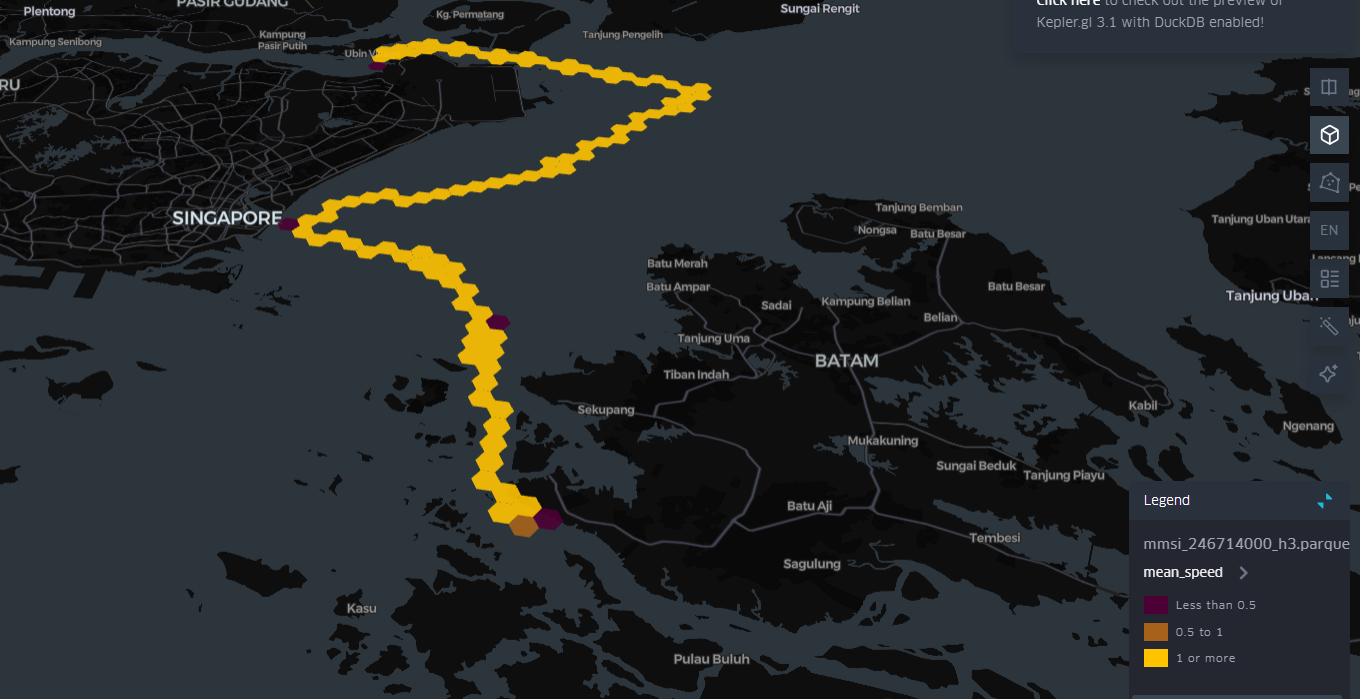 Plentong
PASIR GUDANG
Kg. Permatang
Sungai Rengit
Click here to check out the preview of
Kepler.gl 3.1 with DuckDB enabled!
Kampung Senibong
Kampung
Pasir Putih
Tanjung Pengelih
Ubin V
RU
SINGAPORE
Tanjung Bemban
Nongsa
Batu Besar
Tanjung Uban Utara
EN
Batu Merah
Batu Ampar
Sadai
Kampung Belian
Batu Besar
Belian
Tanjung Uban
Tanjung Uma
BATAM
Tiban Indah
Sekupang
Kabil
Ngenang
Mukakuning
Sungai Beduk
Tanjung Piayu
Batu Aji
Tembesi
Sagulung
Kasu
Pulau Buluh
Legend
mmsi_246714000_h3.parque
mean_speed
Less than 0.5
0.5 to 1
1 or more